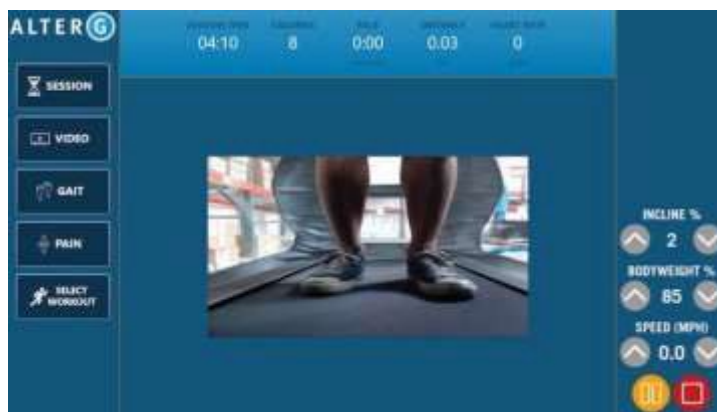 ALTERG
04:10 8 0:00 0.03 0
SESSION
VIDEO
GAIT
PAIN
SELECT
WORKOUT
INCLINE %
2
BODYWEIGHT %
85
SPEED (MPH)
0.0